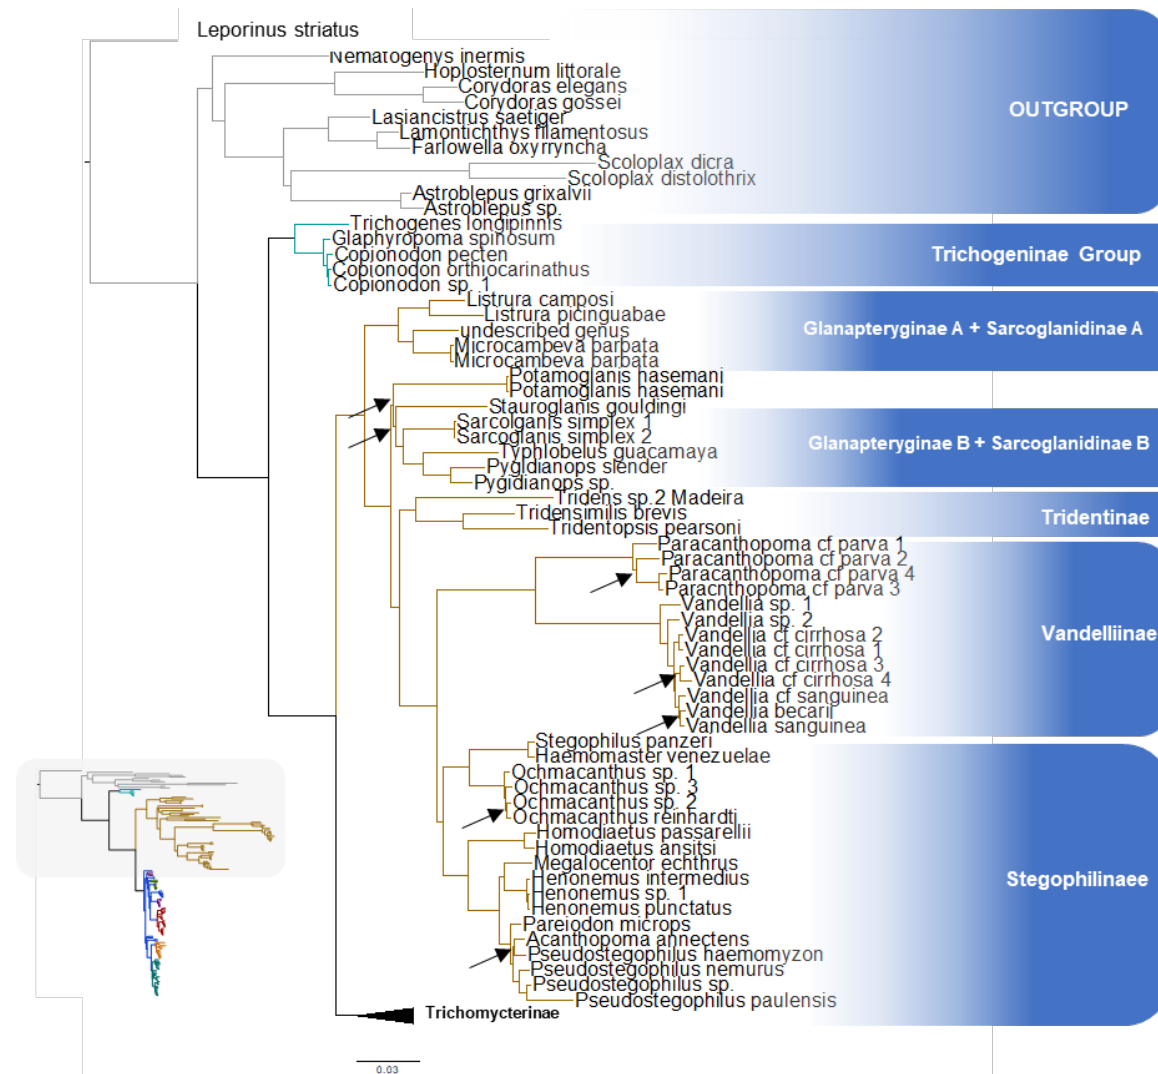 Leporinus striatus
Nematogenys inermis
Hoplosternum littorale
Corydoras elegans
Corydoras gossei
Lasiancistrus saetiger
Lamontichthys filamentosus
Farlowella oxyrryncha
Scoloplax dicra
Scoloplax distolothrix
Astroblepus grixalvii
Astroblepus sp.
OUTGROUP
Trichogenes longipinnis
Glaphyropoma spinosum
Copionodon pecten
Copionodon orthiocarinathus
Copionodon sp. 1
Trichogeninae Group
Listrura camposi
Listrura picinguabae
undescribed genus
Microcambeva barbata
Microcambeva barbata
Glanapteryginae A + Sarcoglanidinae A
Potamoglanis hasemani
Potamoglanis hasemani
Stauroglanis gouldingi
Sarcolganis simplex 1
Sarcoglanis simplex 2
Typhlobelus guacamaya
Pygidianops slender
Pygidianops sp.
Glanapteryginae B + Sarcoglanidinae B
Tridens sp.2 Madeira
Tridensimilis brevis
Tridentopsis pearsoni
Tridentinae
Paracanthopoma cf parva 1
Paracanthopoma cf parva 2
Paracanthopoma cf parva 4
Paracnthopoma cf parva 3
Vandellia sp. 1
Vandellia sp. 2
Vandellia cf cirrhosa 2
Vandellia cf cirrhosa 1
Vandellia cf cirrhosa 3
Vandellia cf cirrhosa 4
Vandellia cf sanguinea
Vandellia becarii
Vandellia sanguinea
Vandelliinae
Stegophilus panzeri
Haemomaster venezuelae
Ochmacanthus sp. 1
Ochmacanthus sp. 3
Ochmacanthus sp. 2
Ochmacanthus reinhardti
Homodiaetus passarellii
Homodiaetus ansitsi
Megalocentor echthrus
Henonemus intermedius
Henonemus sp. 1
Henonemus punctatus
Pareiodon microps
Acanthopoma annectens
Pseudostegophilus haemomyzon
Pseudostegophilus nemurus
Pseudostegophilus sp.
Pseudostegophilus paulensis
Stegophilinaee
Trichomycterinae
0.03